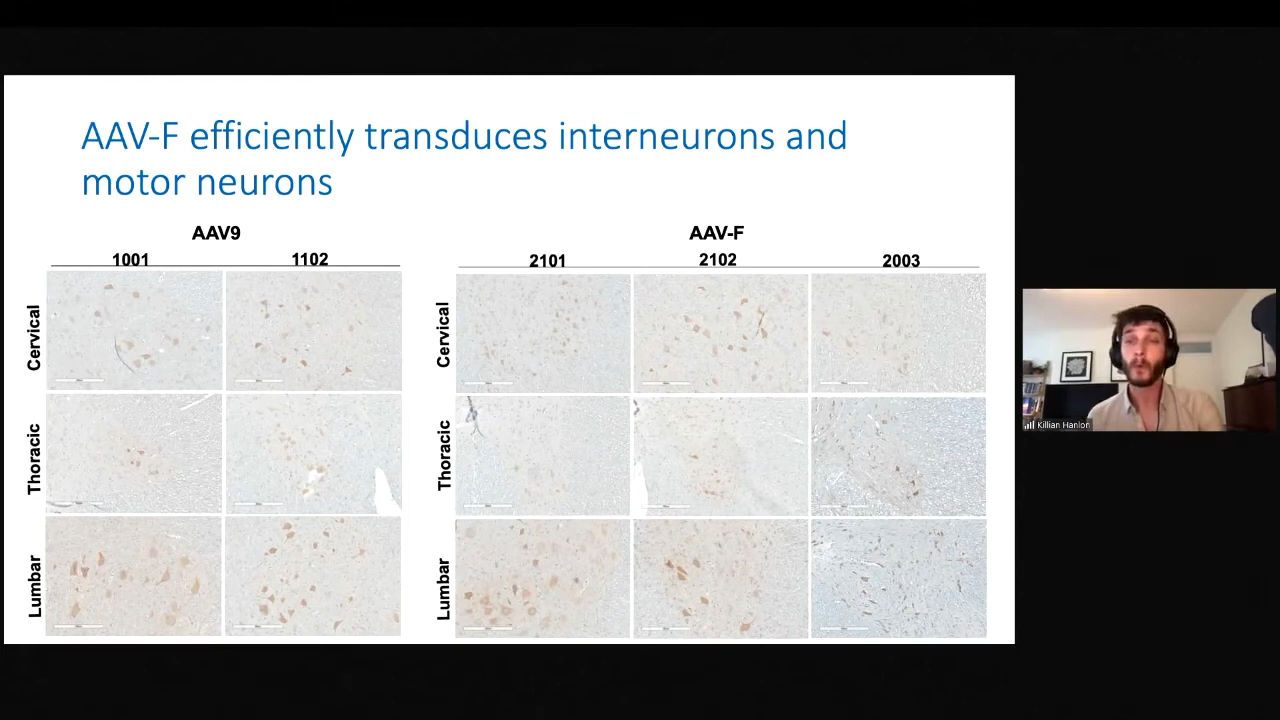 AAV-F efficiently transduces interneurons and
motor neurons
AAV9
1001 1102
AAV-F
2101 2102 2003
Cervical
Thoracic
Lumbar
Cervical
Thoracic
Lumbar
Killian Hanlon